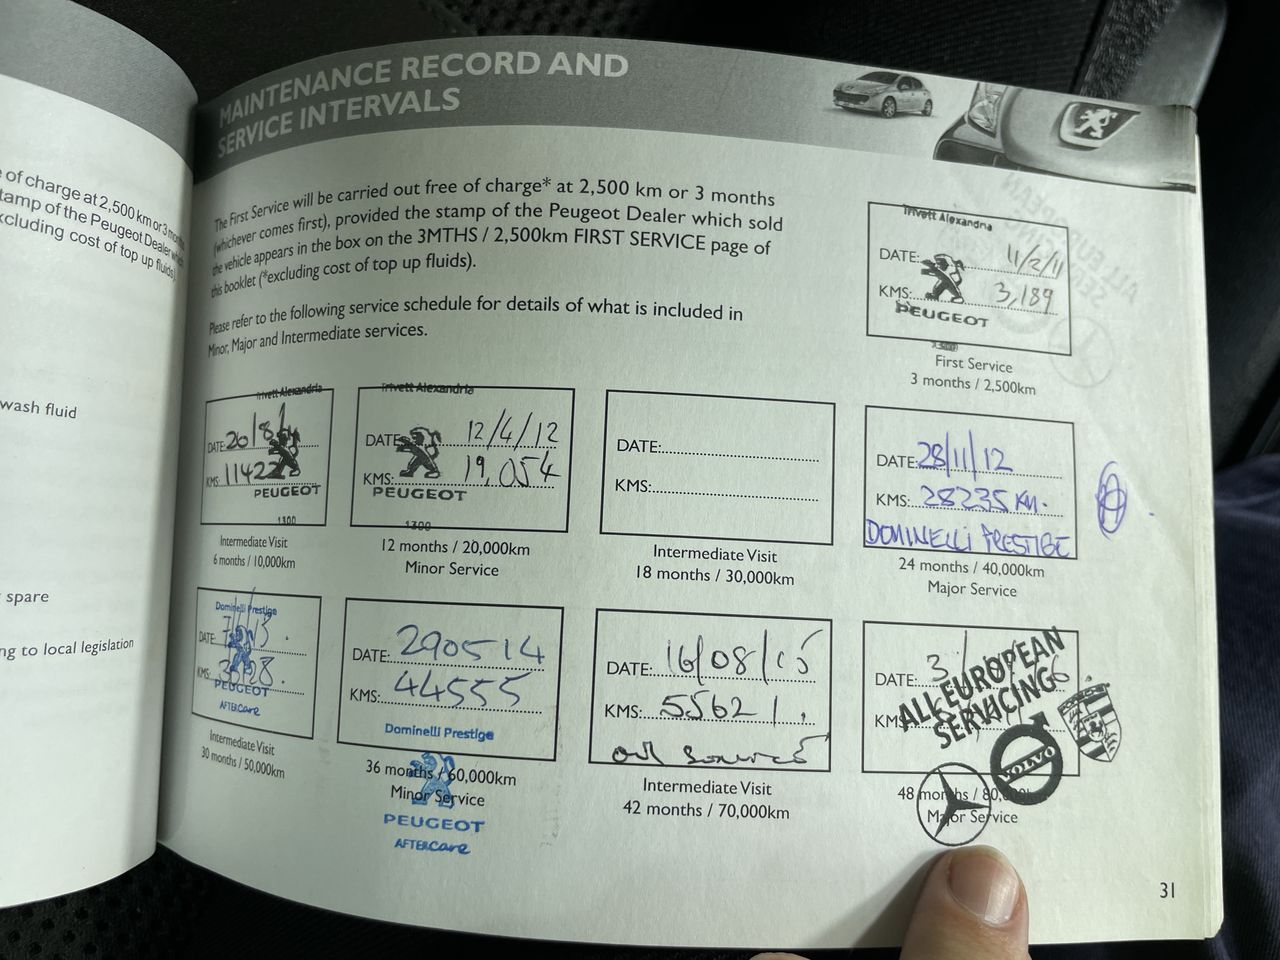 of charge at 2,500 km or 3
stamp of the Peugeot Dealer
excluding cost of top up fluids).
wash fluid
spare
to local legislation
MAINTENANCE RECORD AND
SERVICE INTERVALS
The First Service will be carried out free of charge* at 2,500 km or 3 months
(whichever comes first), provided the stamp of the Peugeot Dealer which sold
the vehicle appears in the box on the 3MTHS / 2,500km FIRST SERVICE page of
this booklet (*excluding cost of top up fluids).
Please refer to the following service schedule for details of what is included in
Minor, Major and Intermediate services.
Trivett Alexandria
DATE: 11/2/11
KMS: 3,189
PEUGEOT
First Service
3 months / 2,500km
Trivett Alexandria
DATE: 20/8/
KMS: 11422
PEUGEOT
1300
Intermediate Visit
6 months / 10,000km
Trivett Alexandria
DATE: 12/4/12
KMS: 19,054
PEUGEOT
1300
12 months / 20,000km
Minor Service
DATE:
KMS:
Intermediate Visit
18 months / 30,000km
DATE: 28/11/12
KMS: 28235 KM.
DOMINELLI PRESTIGE
24 months / 40,000km
Major Service
Dominelli Prestige
DATE:
KMS:
PEUGEOT
AFTERcare
Intermediate Visit
30 months / 50,000km
DATE: 290514
KMS: 44555
Dominelli Prestige
36 months / 60,000km
Minor Service
PEUGEOT
AFTERcare
DATE: 16/08/15
KMS: 55621.
Intermediate Visit
42 months / 70,000km
DATE: 3/
KMS
ALL EUROPEAN
SERVICING
VOLVO
48 months / 80,000km
Major Service
31